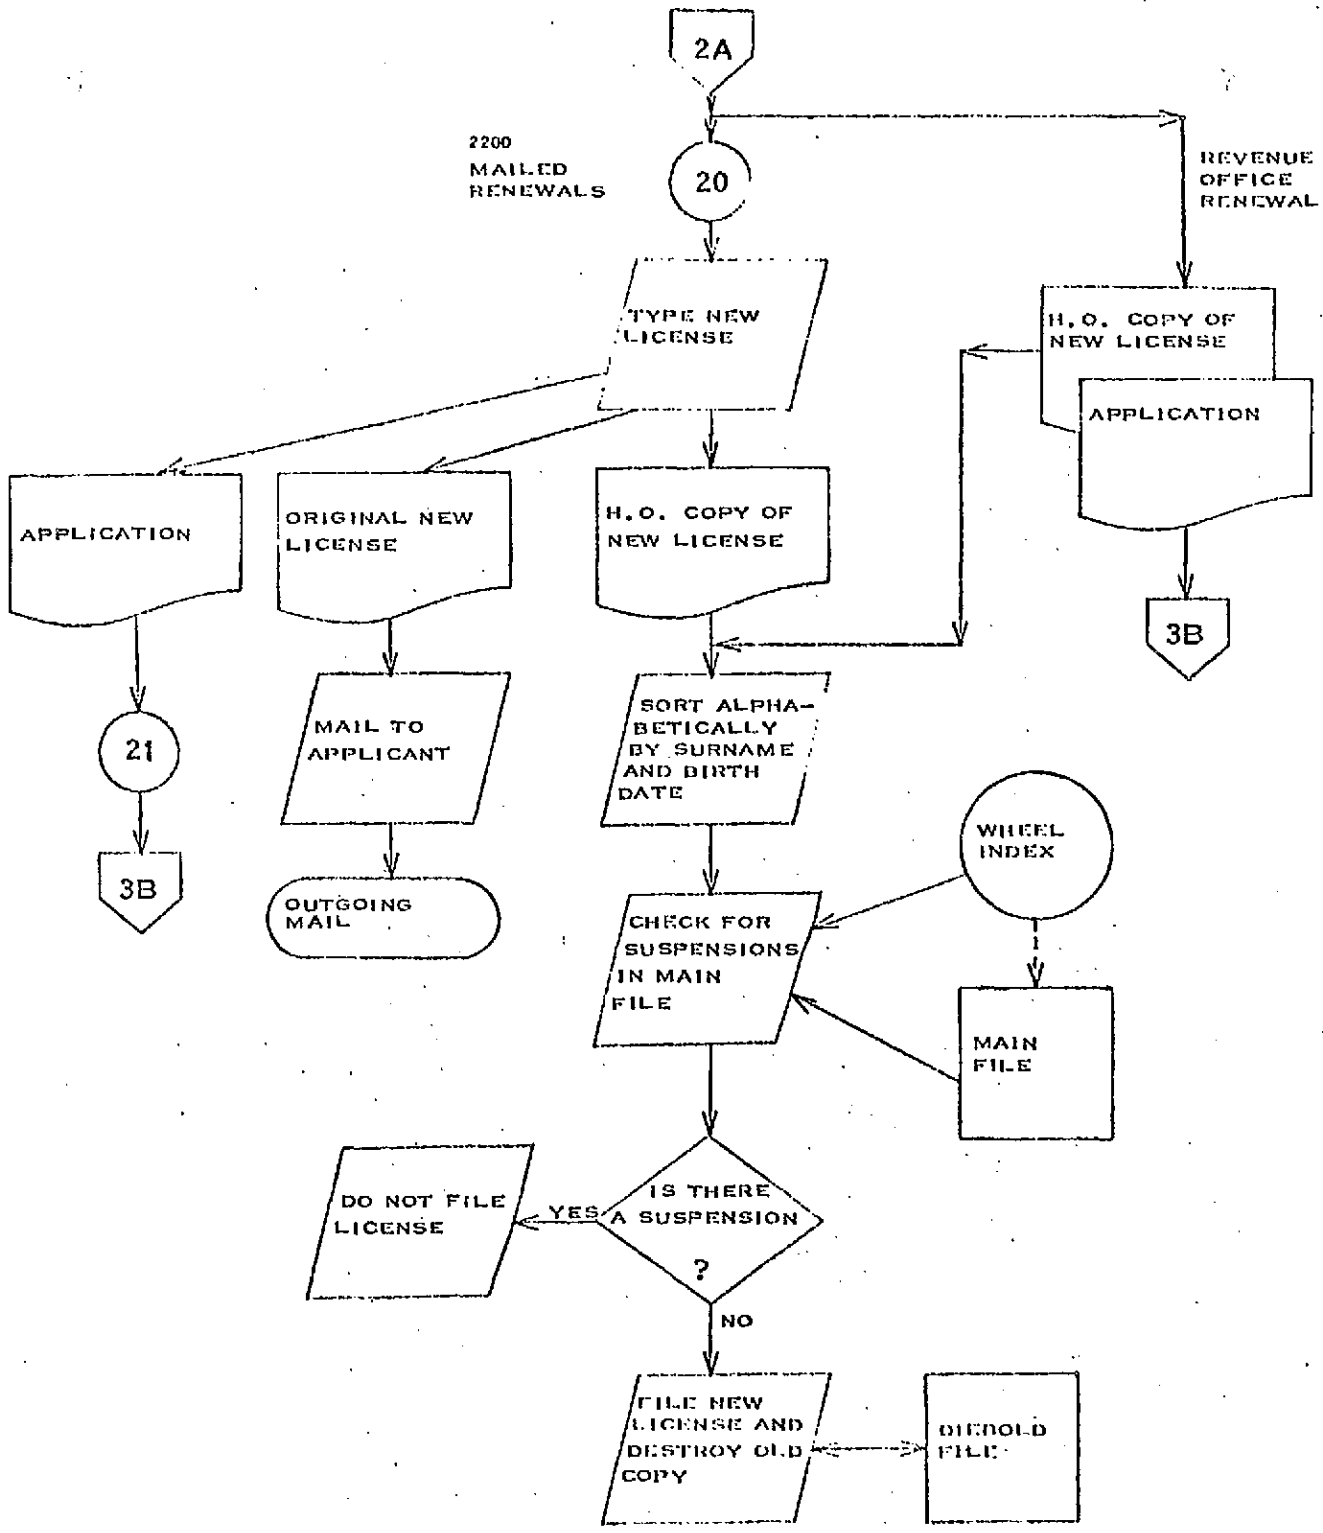 2A
2200
MAILED
RENEWALS
20
REVENUE
OFFICE
RENEWAL
TYPE NEW
LICENSE
H.O. COPY OF
NEW LICENSE
APPLICATION
APPLICATION
ORIGINAL NEW
LICENSE
H.O. COPY OF
NEW LICENSE
3B
21
MAIL TO
APPLICANT
SORT ALPHA-
BETICALLY
BY SURNAME
AND BIRTH
DATE
3B
OUTGOING
MAIL
WHEEL
INDEX
CHECK FOR
SUSPENSIONS
IN MAIN
FILE
MAIN
FILE
DO NOT FILE
LICENSE
YES
IS THERE
A SUSPENSION
?
NO
FILE NEW
LICENSE AND
DESTROY OLD
COPY
DIEBOLD
FILE